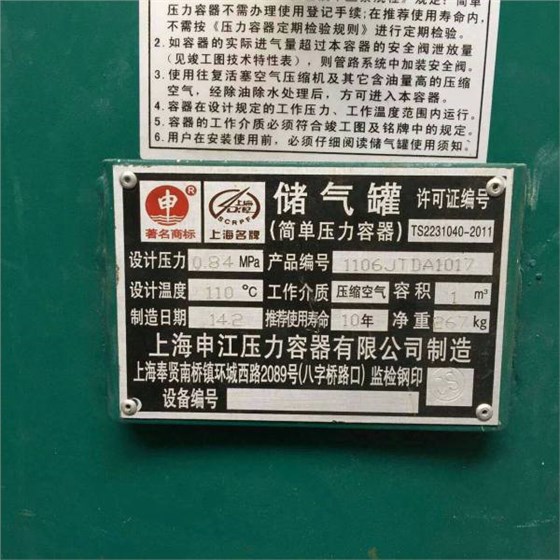 力容器不需办理使用登记手续;在推荐使用寿命内,
不需按《压力容器定期检验规则》进行定期检验。
2.如容器的实际进气量超过本容器的安全阀泄放量
(见竣工图技术特性表),则管路系统中加装安全阀。
3.使用往复活塞空气压缩机及其它含油量高的压缩
空气,经除油除水处理后,方可进入本容器。
4.容器在设计规定的工作压力、工作温度范围内运行。
5.容器的工作介质必须符合竣工图及铭牌中的规定。
6.用户在安装使用前,必须仔细阅读储气罐使用须知。
申®
著名商标
上海名牌
储气罐
许可证编号
(简单压力容器)
TS2231040-2011
设计压力 0.84 MPa 产品编号 1106JTDA1017
设计温度 110 ℃ 工作介质 压缩空气 容积 1 m³
制造日期 14.2 推荐使用寿命 10年 净重 267 kg
上海申江压力容器有限公司制造
上海奉贤南桥镇环城西路2089号(八字桥路口) 监检钢印
设备编号